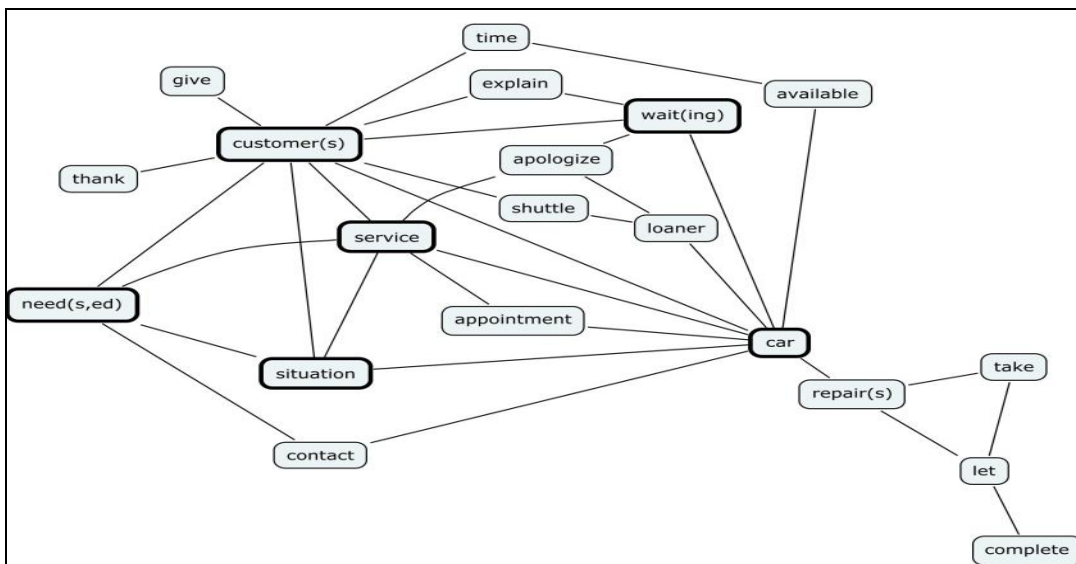 time
give
explain
available
wait(ing)
customer(s)
apologize
thank
shuttle
loaner
service
need(s,ed)
appointment
car
situation
take
repair(s)
contact
let
complete